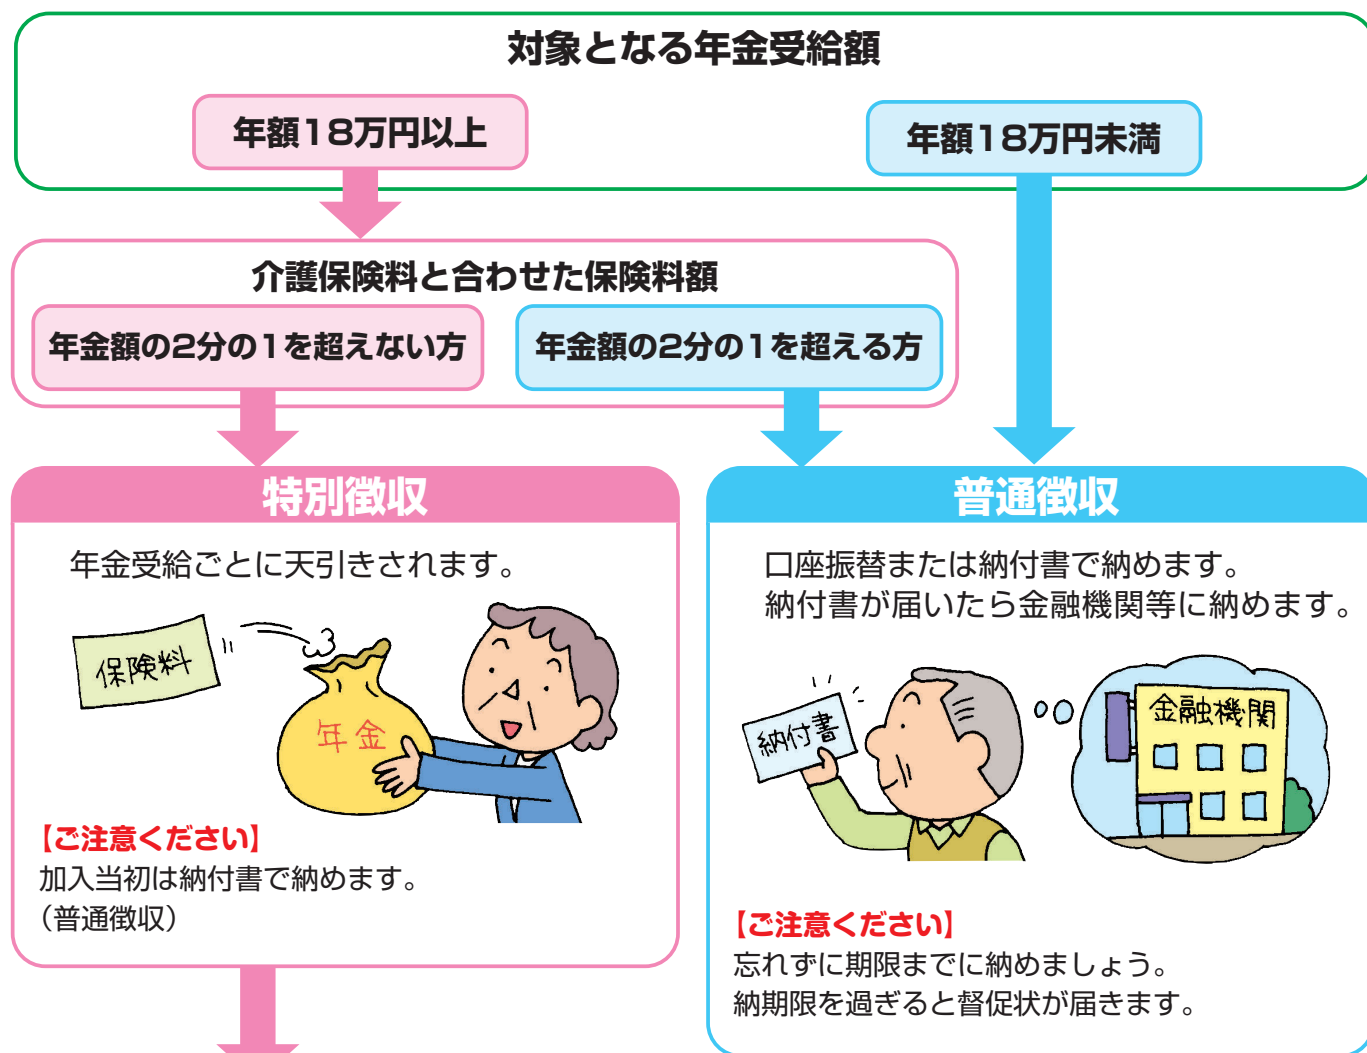 対象となる年金受給額
年額18万円以上
年額18万円未満
介護保険料と合わせた保険料額
年金額の2分の1を超えない方
年金額の2分の1を超える方
特別徴収
年金受給ごとに天引きされます。
保険料
年金
【ご注意ください】
加入当初は納付書で納めます。
（普通徴収）
普通徴収
口座振替または納付書で納めます。
納付書が届いたら金融機関等に納めます。
納付書
金融機関
【ご注意ください】
忘れずに期限までに納めましょう。
納期限を過ぎると督促状が届きます。